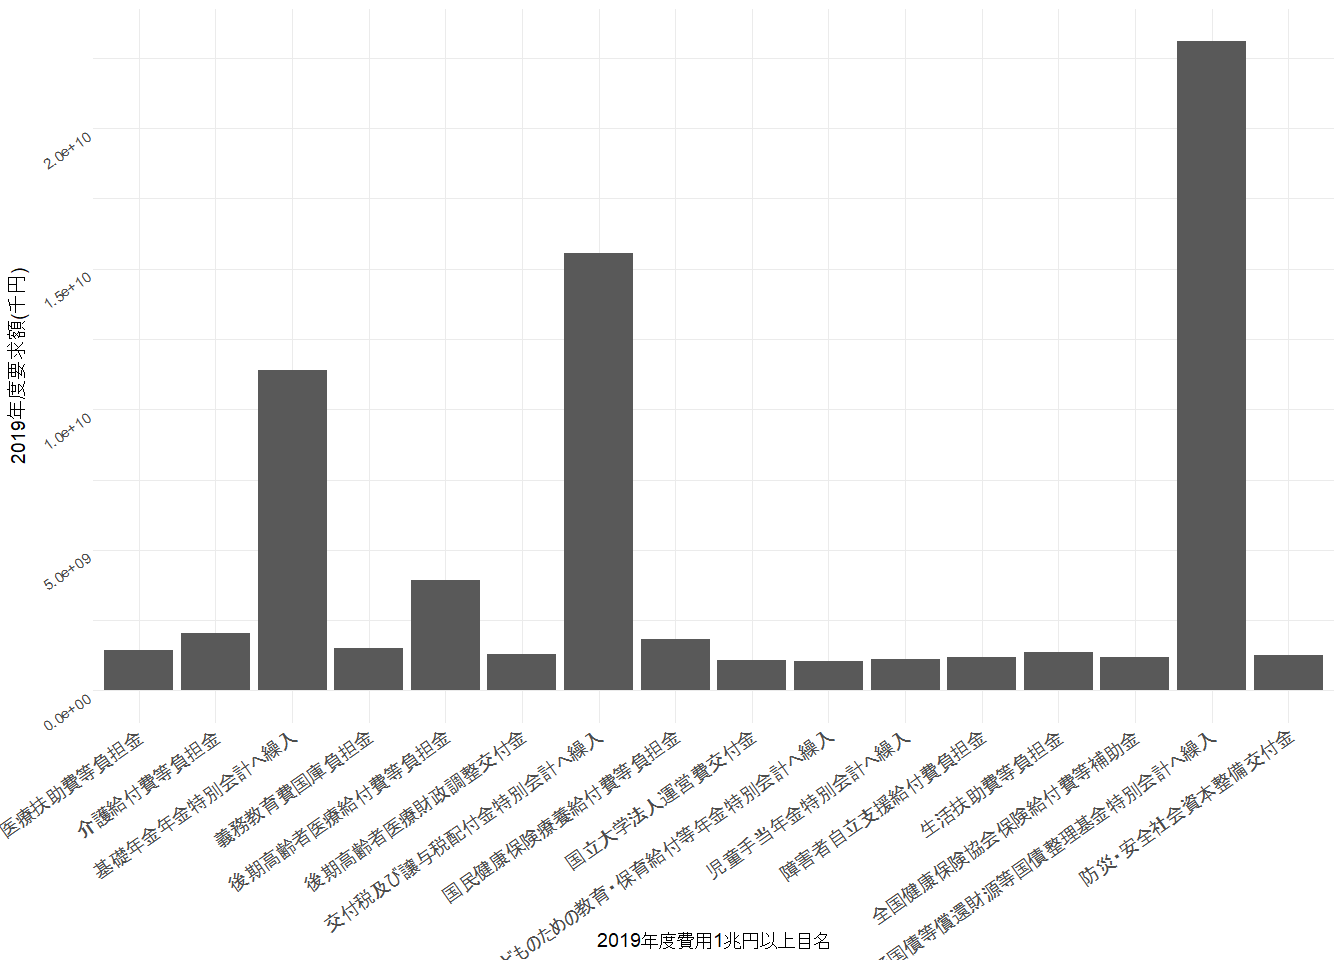 2019年度要求額(千円)
2.0e+10
1.5e+10
1.0e+10
5.0e+09
0.0e+00
医療扶助費等負担金
介護給付費等負担金
基礎年金年金特別会計へ繰入
義務教育費国庫負担金
後期高齢者医療給付費等負担金
後期高齢者医療財政調整交付金
交付税及び譲与税配付金特別会計へ繰入
国民健康保険療養給付費等負担金
国立大学法人運営費交付金
どものための教育・保育給付等年金特別会計へ繰入
児童手当年金特別会計へ繰入
障害者自立支援給付費負担金
生活扶助費等負担金
全国健康保険協会保険給付費等補助金
国債等償還財源等国債整理基金特別会計へ繰入
防災・安全社会資本整備交付金
2019年度費用1兆円以上目名